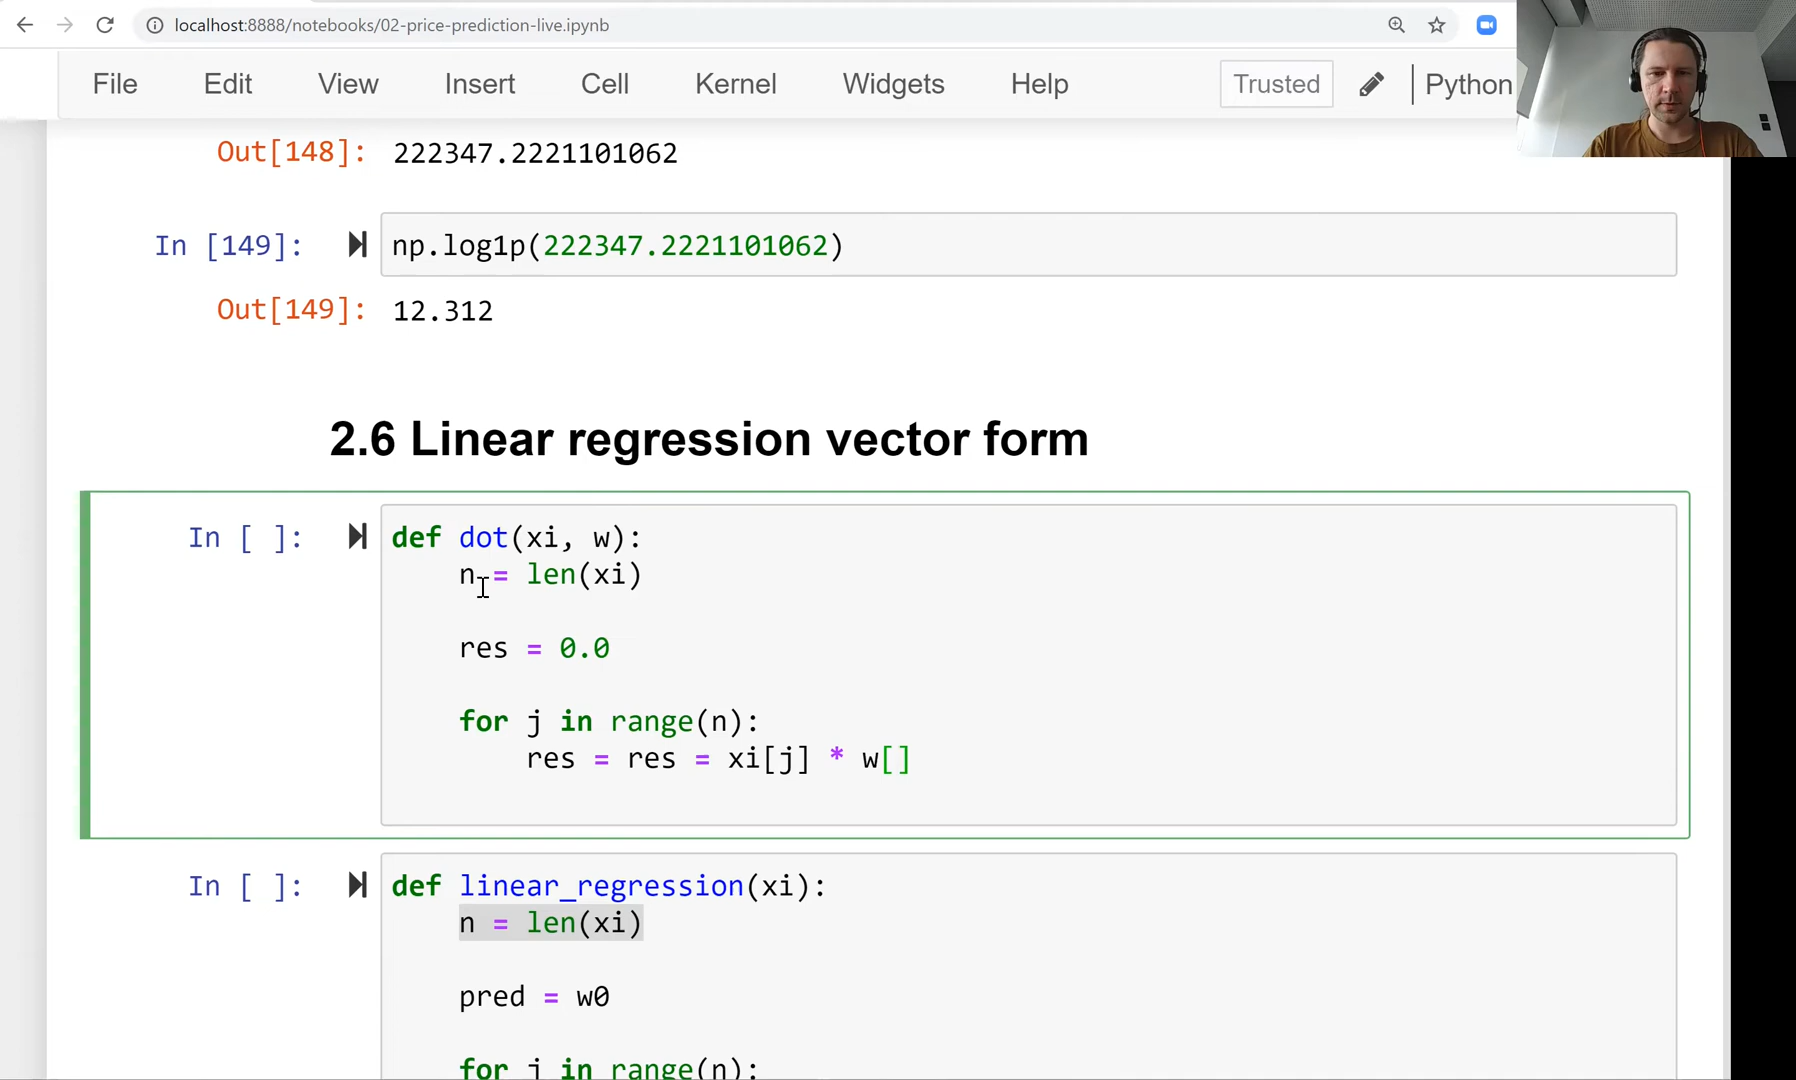 localhost:8888/notebooks/02-price-prediction-live.ipynb
File Edit View Insert Cell Kernel Widgets Help Trusted Python
Out[148]: 222347.2221101062
In [149]: np.log1p(222347.2221101062)
Out[149]: 12.312
2.6 Linear regression vector form
In [ ]: def dot(xi, w):
n = len(xi)
res = 0.0
for j in range(n):
res = res = xi[j] * w[]
In [ ]: def linear_regression(xi):
n = len(xi)
pred = w0
for j in range(n):